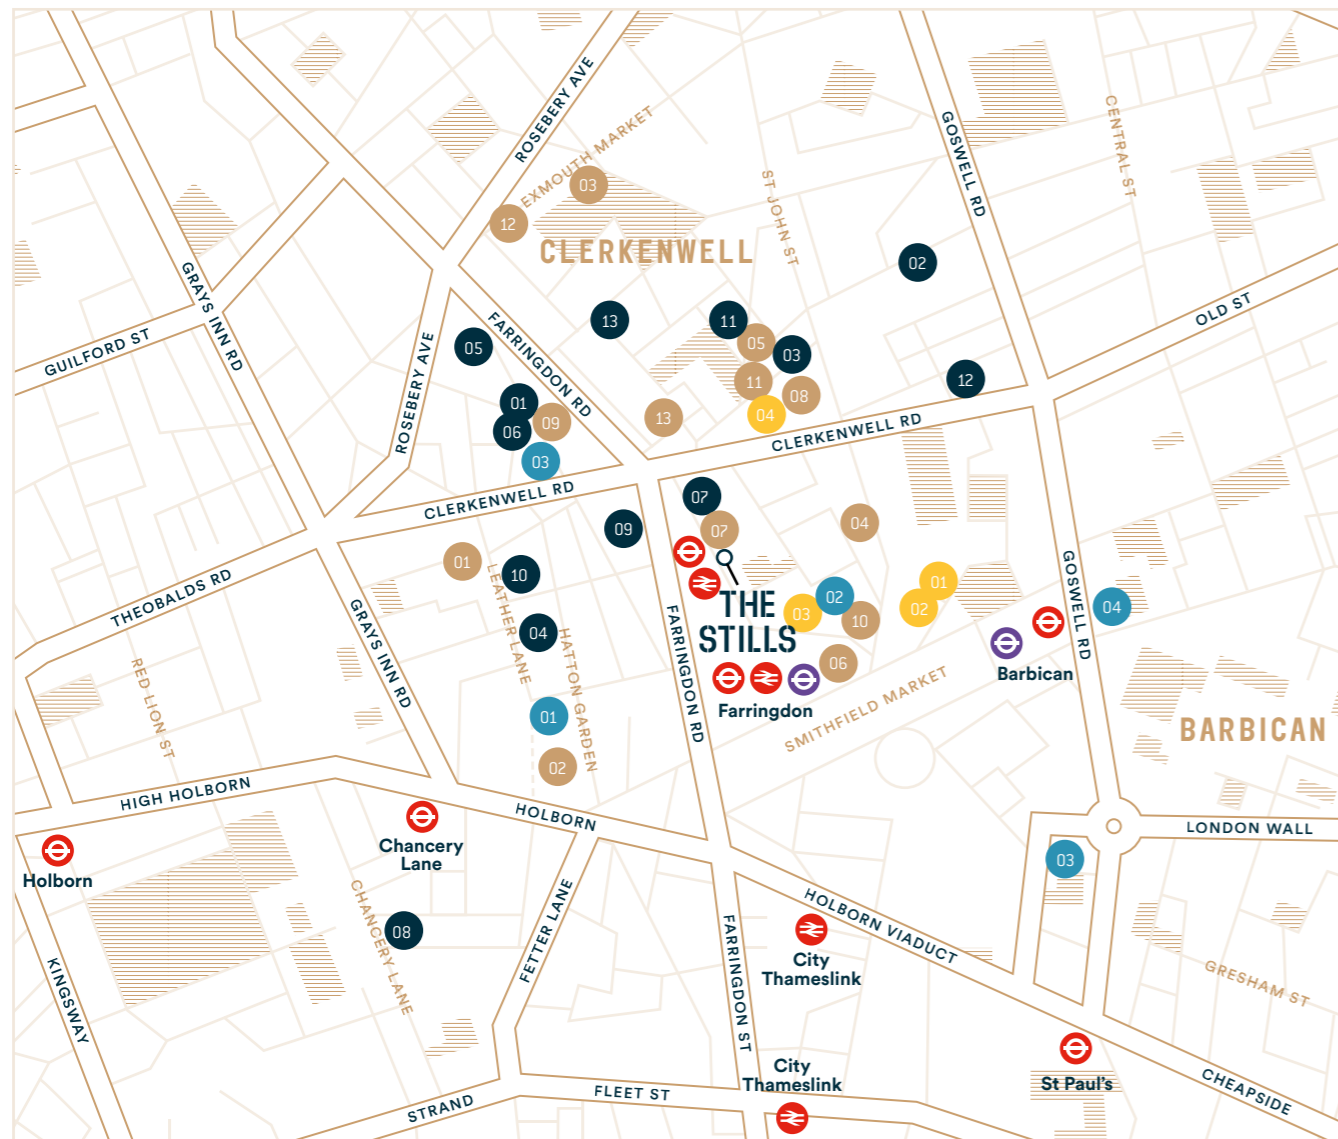 ROSEBERY AVE
EXMOUTH MARKET
GOSWELL RD
CENTRAL ST
ST JOHN ST
03
12
CLERKENWELL
02
GRAYS INN RD
GUILFORD ST
OLD ST
13
11
05
03
05
FARRINGDON RD
ROSEBERY AVE
12
11
08
01
09
04
13
06
CLERKENWELL RD
03
CLERKENWELL RD
07
09
07
04
01
10
LEATHER LANE
THEOBALDS RD
GRAYS INN RD
THE
STILLS
03
02
10
01
02
04
GOSWELL RD
FARRINGDON RD
04
HATTON GARDEN
Barbican
06
Farringdon
SMITHFIELD MARKET
RED LION ST
01
02
BARBICAN
HIGH HOLBORN
HOLBORN
LONDON WALL
Chancery
Lane
Holborn
03
CHANCERY LANE
08
FETTER LANE
HOLBORN VIADUCT
City
Thameslink
FARRINGDON ST
GRESHAM ST
KINGSWAY
City
Thameslink
St Paul's
CHEAPSIDE
FLEET ST
STRAND